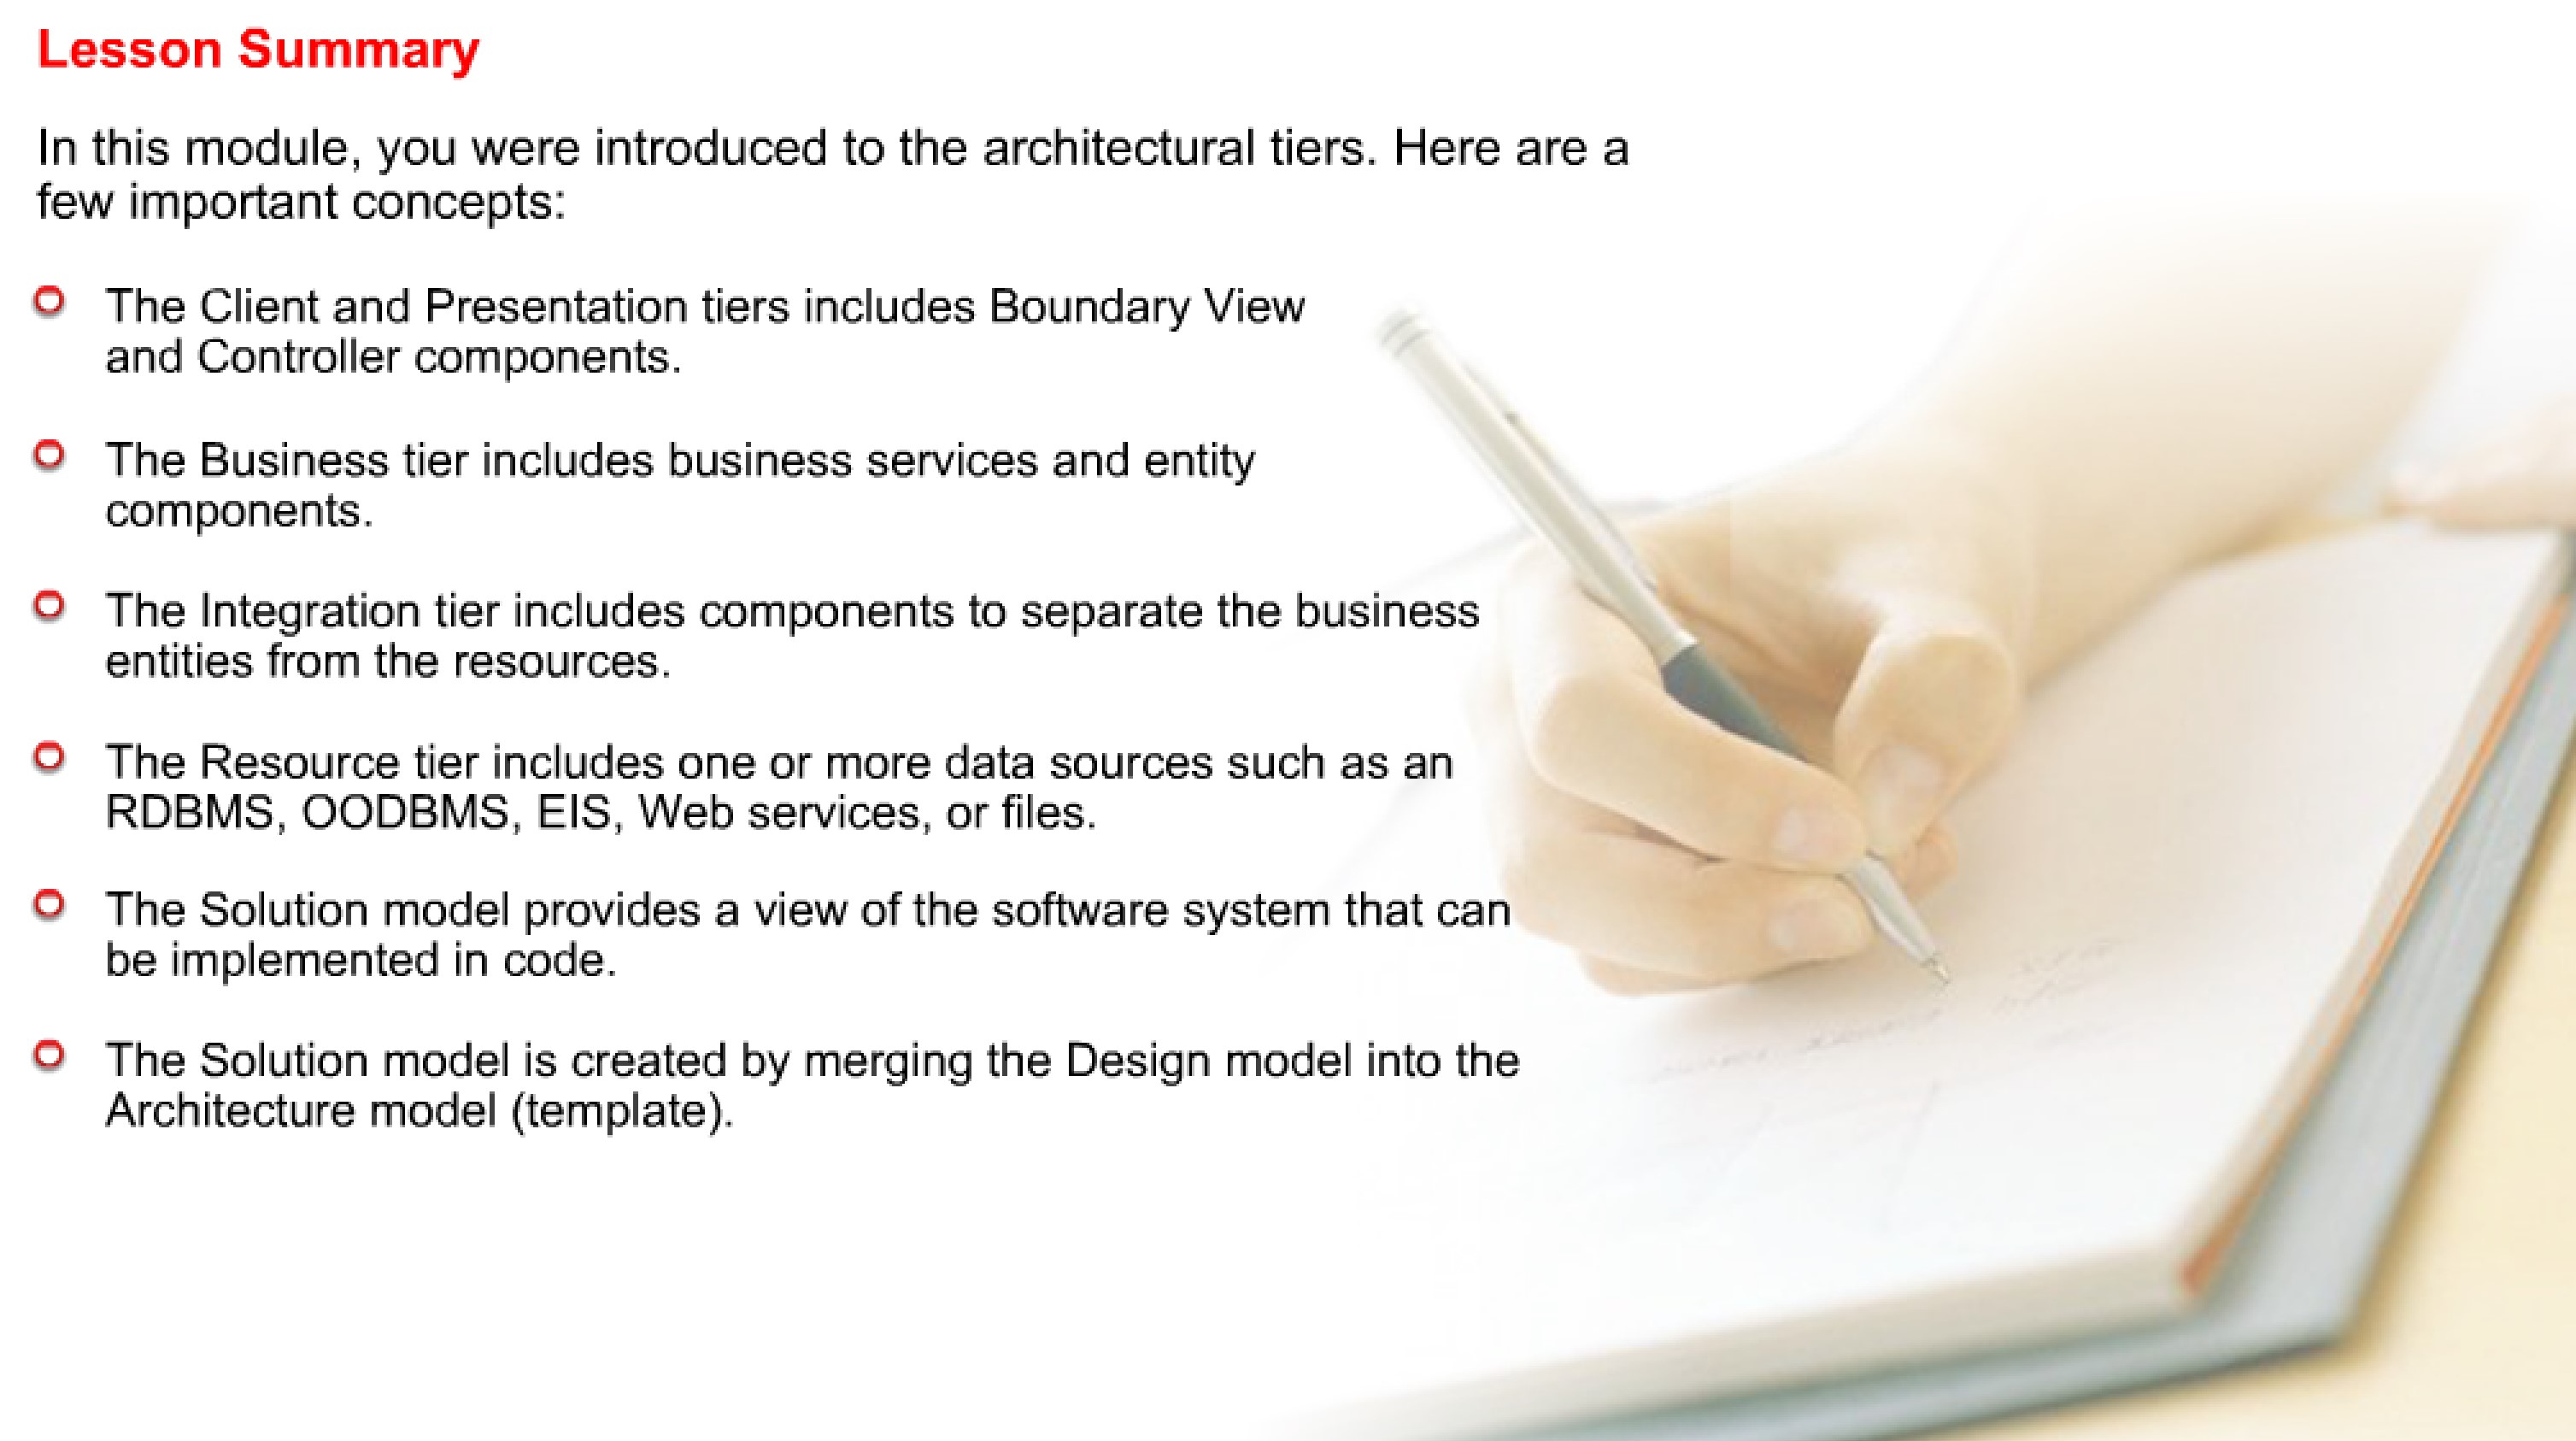 Lesson Summary
In this module, you were introduced to the architectural tiers. Here are a
few important concepts:
The Client and Presentation tiers includes Boundary View
and Controller components.
The Business tier includes business services and entity
components.
The Integration tier includes components to separate the business
entities from the resources.
The Resource tier includes one or more data sources such as an
RDBMS, OODBMS, EIS, Web services, or files.
The Solution model provides a view of the software system that can
be implemented in code.
The Solution model is created by merging the Design model into the
Architecture model (template).